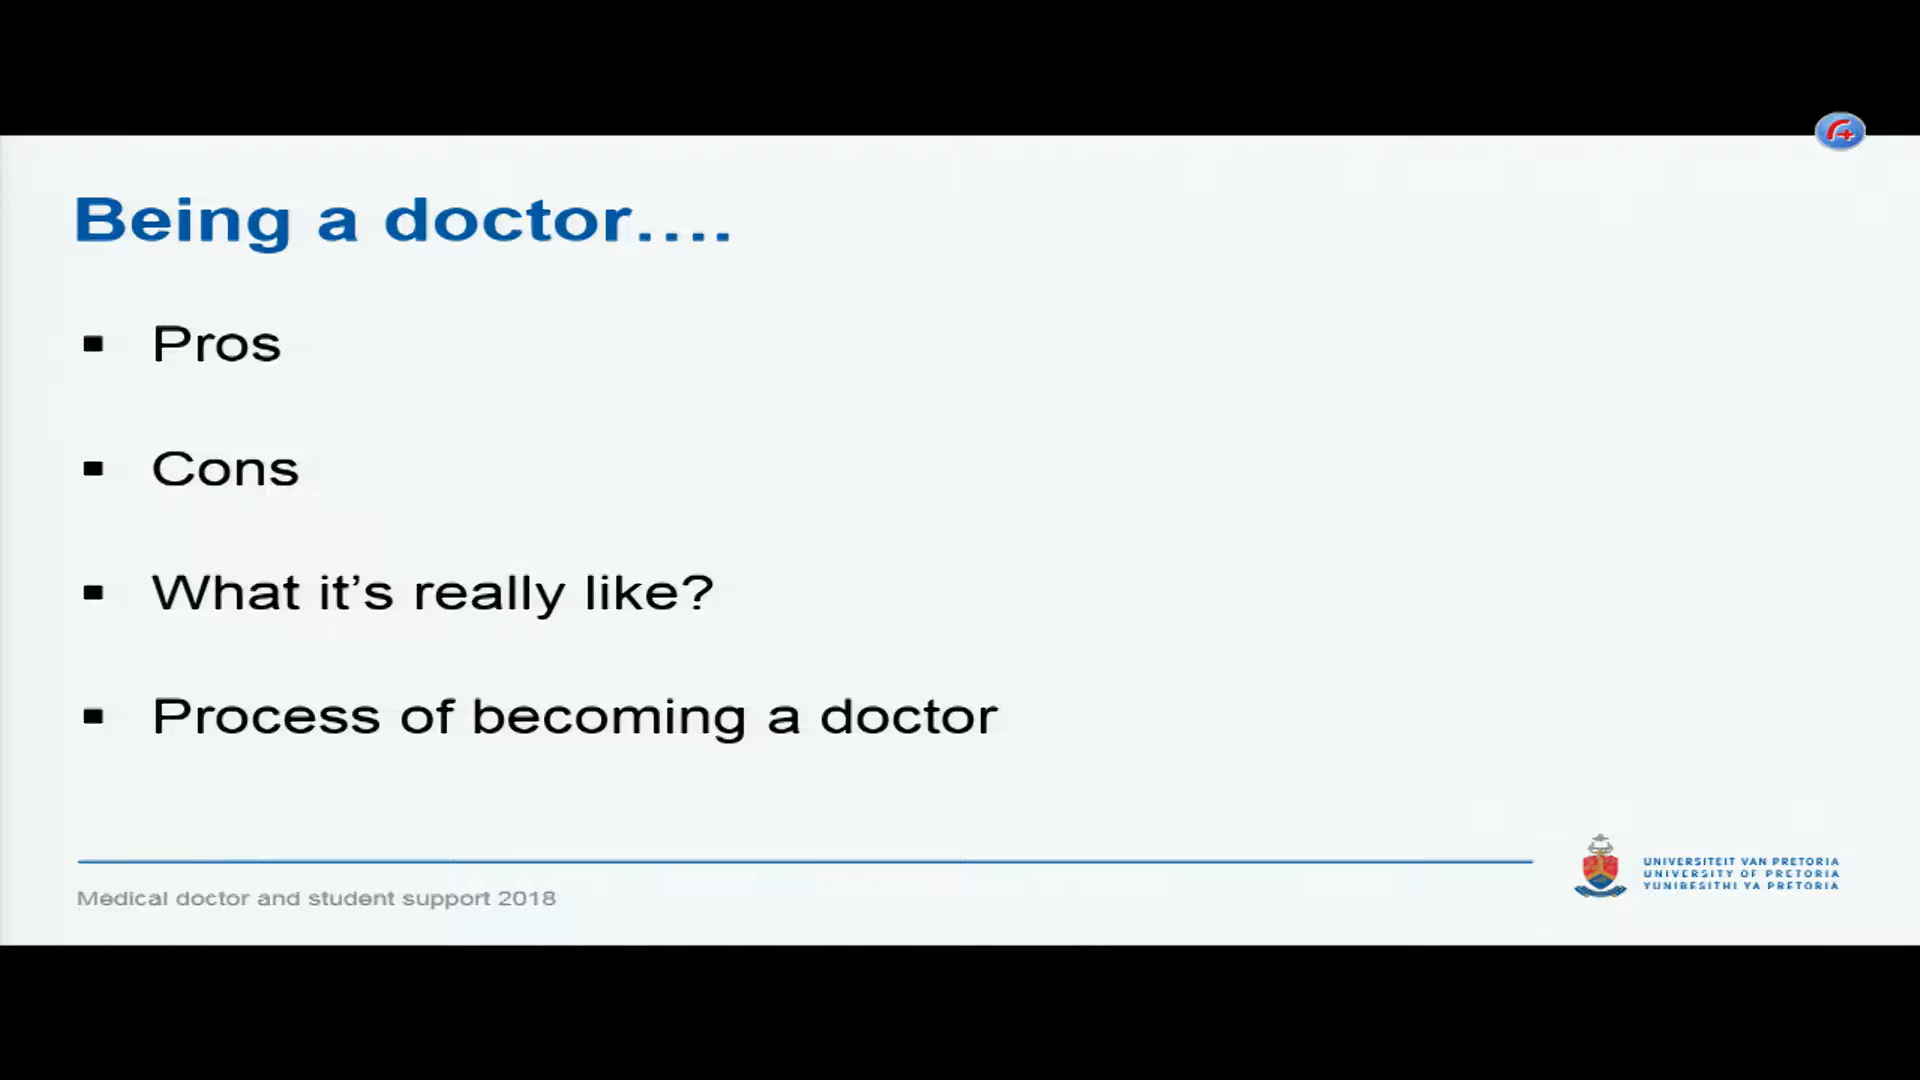 Being a doctor....
▪ Pros
▪ Cons
▪ What it’s really like?
▪ Process of becoming a doctor
UNIVERSITEIT VAN PRETORIA
UNIVERSITY OF PRETORIA
YUNIBESITHI YA PRETORIA
Medical doctor and student support 2018